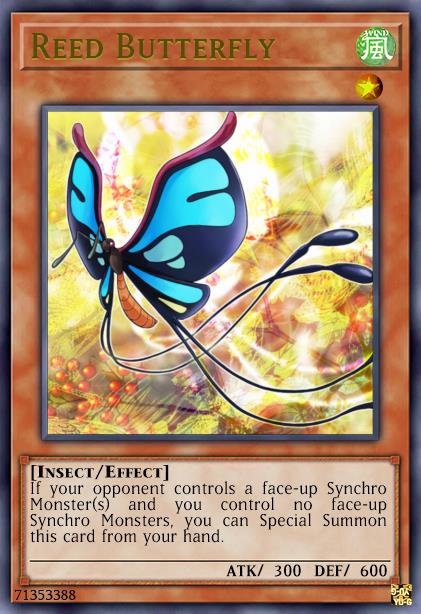 REED BUTTERFLY
WIND
風
[INSECT/EFFECT]
If your opponent controls a face-up Synchro
Monster(s) and you control no face-up
Synchro Monsters, you can Special Summon
this card from your hand.
ATK/ 300 DEF/ 600
71353388